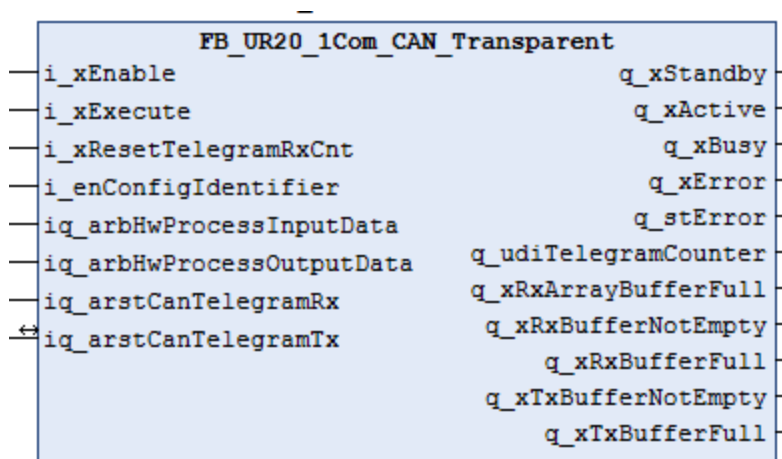 FB_UR20_1Com_CAN_Transparent
i_xEnable q_xStandby
i_xExecute q_xActive
i_xResetTelegramRxCnt q_xBusy
i_enConfigIdentifier q_xError
iq_arbHwProcessInputData q_stError
iq_arbHwProcessOutputData q_udiTelegramCounter
iq_arstCanTelegramRx q_xRxArrayBufferFull
iq_arstCanTelegramTx q_xRxBufferNotEmpty
q_xRxBufferFull
q_xTxBufferNotEmpty
q_xTxBufferFull